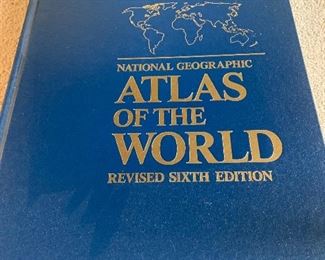 NATIONAL GEOGRAPHIC
ATLAS
OF THE
WORLD
REVISED SIXTH EDITION